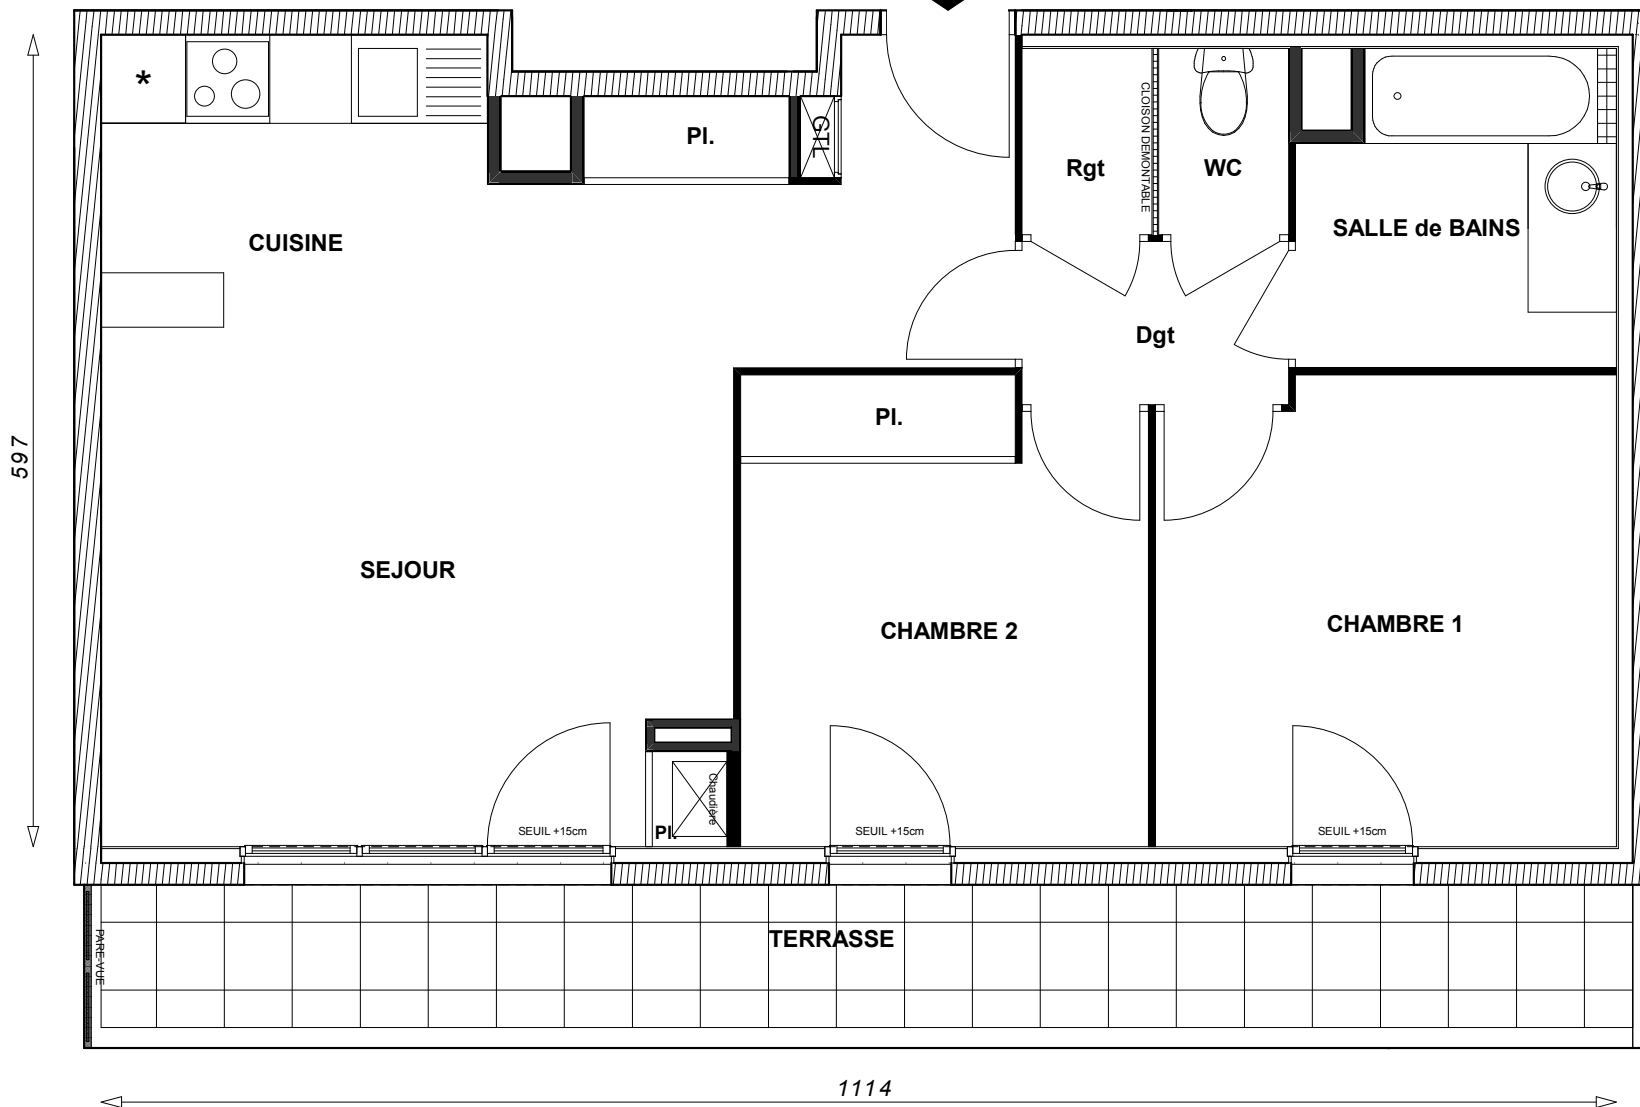 *
Pl.
GTL
Rgt
CLOISON DEMONTABLE
WC
SALLE de BAINS
CUISINE
Dgt
Pl.
597
SEJOUR
CHAMBRE 2
CHAMBRE 1
Chaudière
Pl.
SEUIL +15cm
SEUIL +15cm
SEUIL +15cm
PARE-VUE
TERRASSE
1114